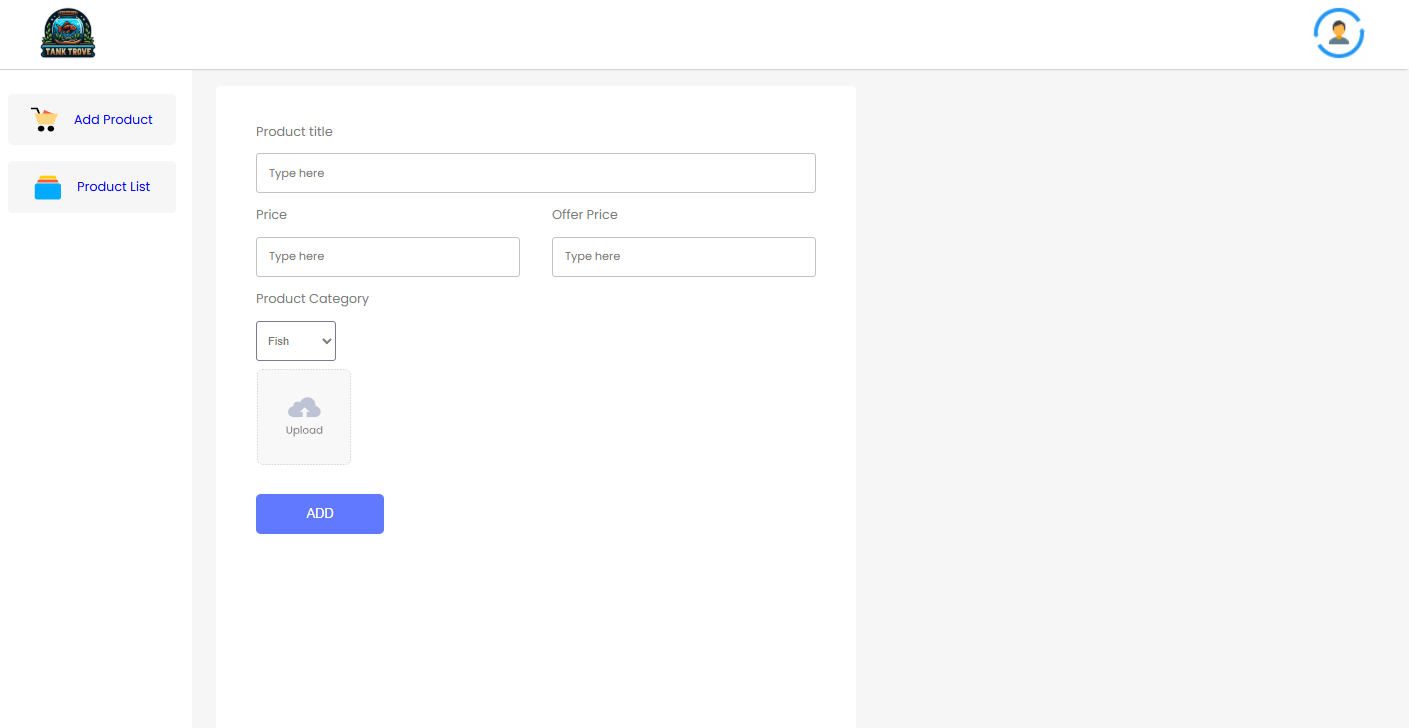 TANK TROVE
Add Product
Product List
Product title
Type here
Price
Offer Price
Type here
Type here
Product Category
Fish
Upload
ADD